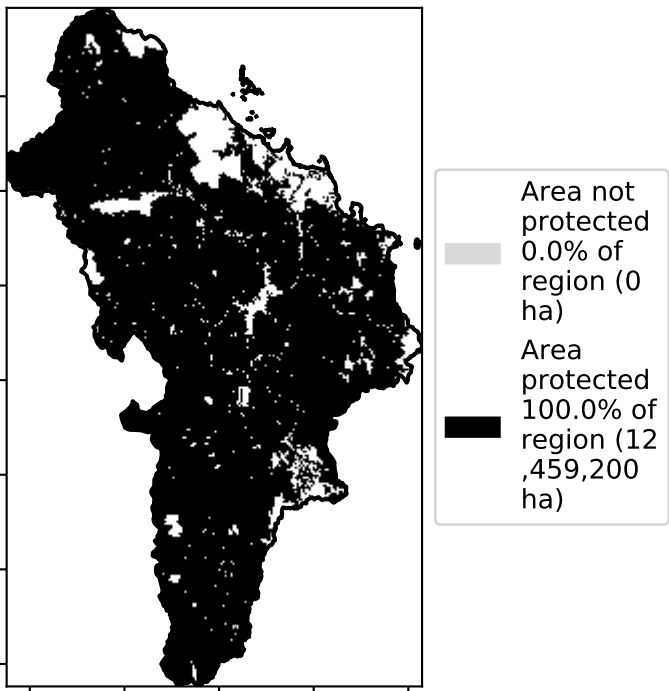 Area not
protected
0.0% of
region (0
ha)
Area
protected
100.0% of
region (12
,459,200
ha)